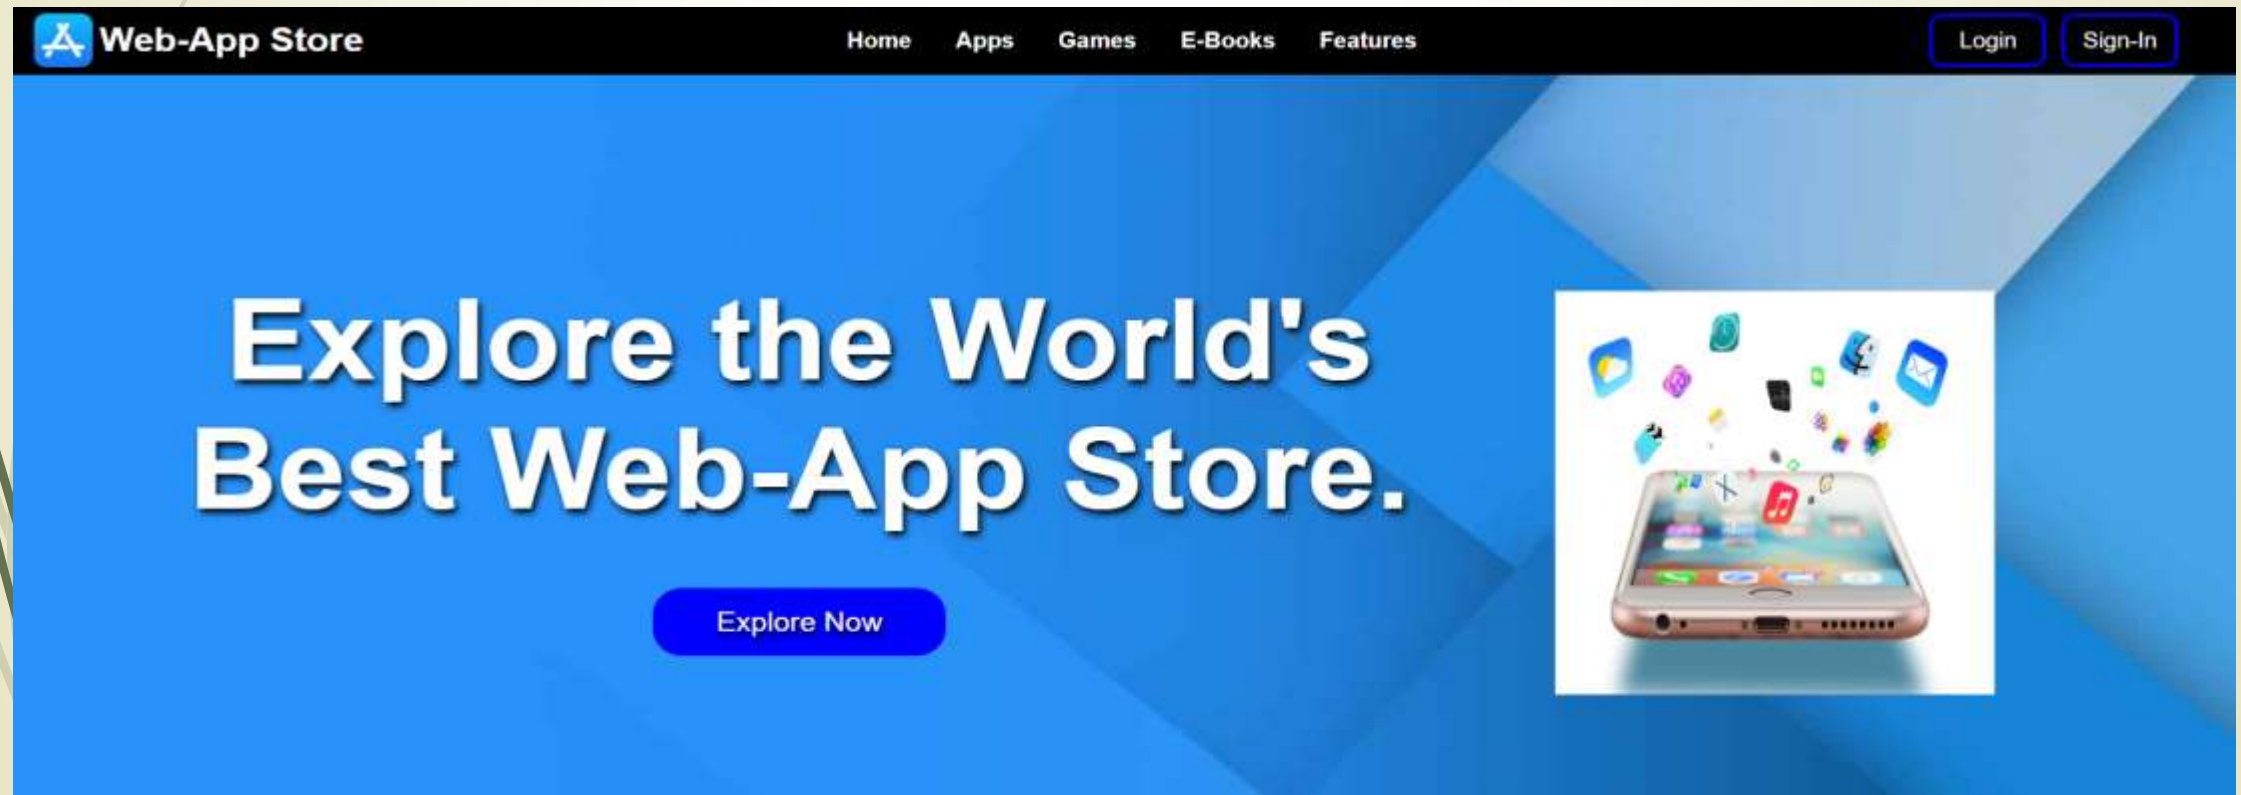 Web-App Store
Home Apps Games E-Books Features
Login Sign-In
Explore the World's
Best Web-App Store.
Explore Now